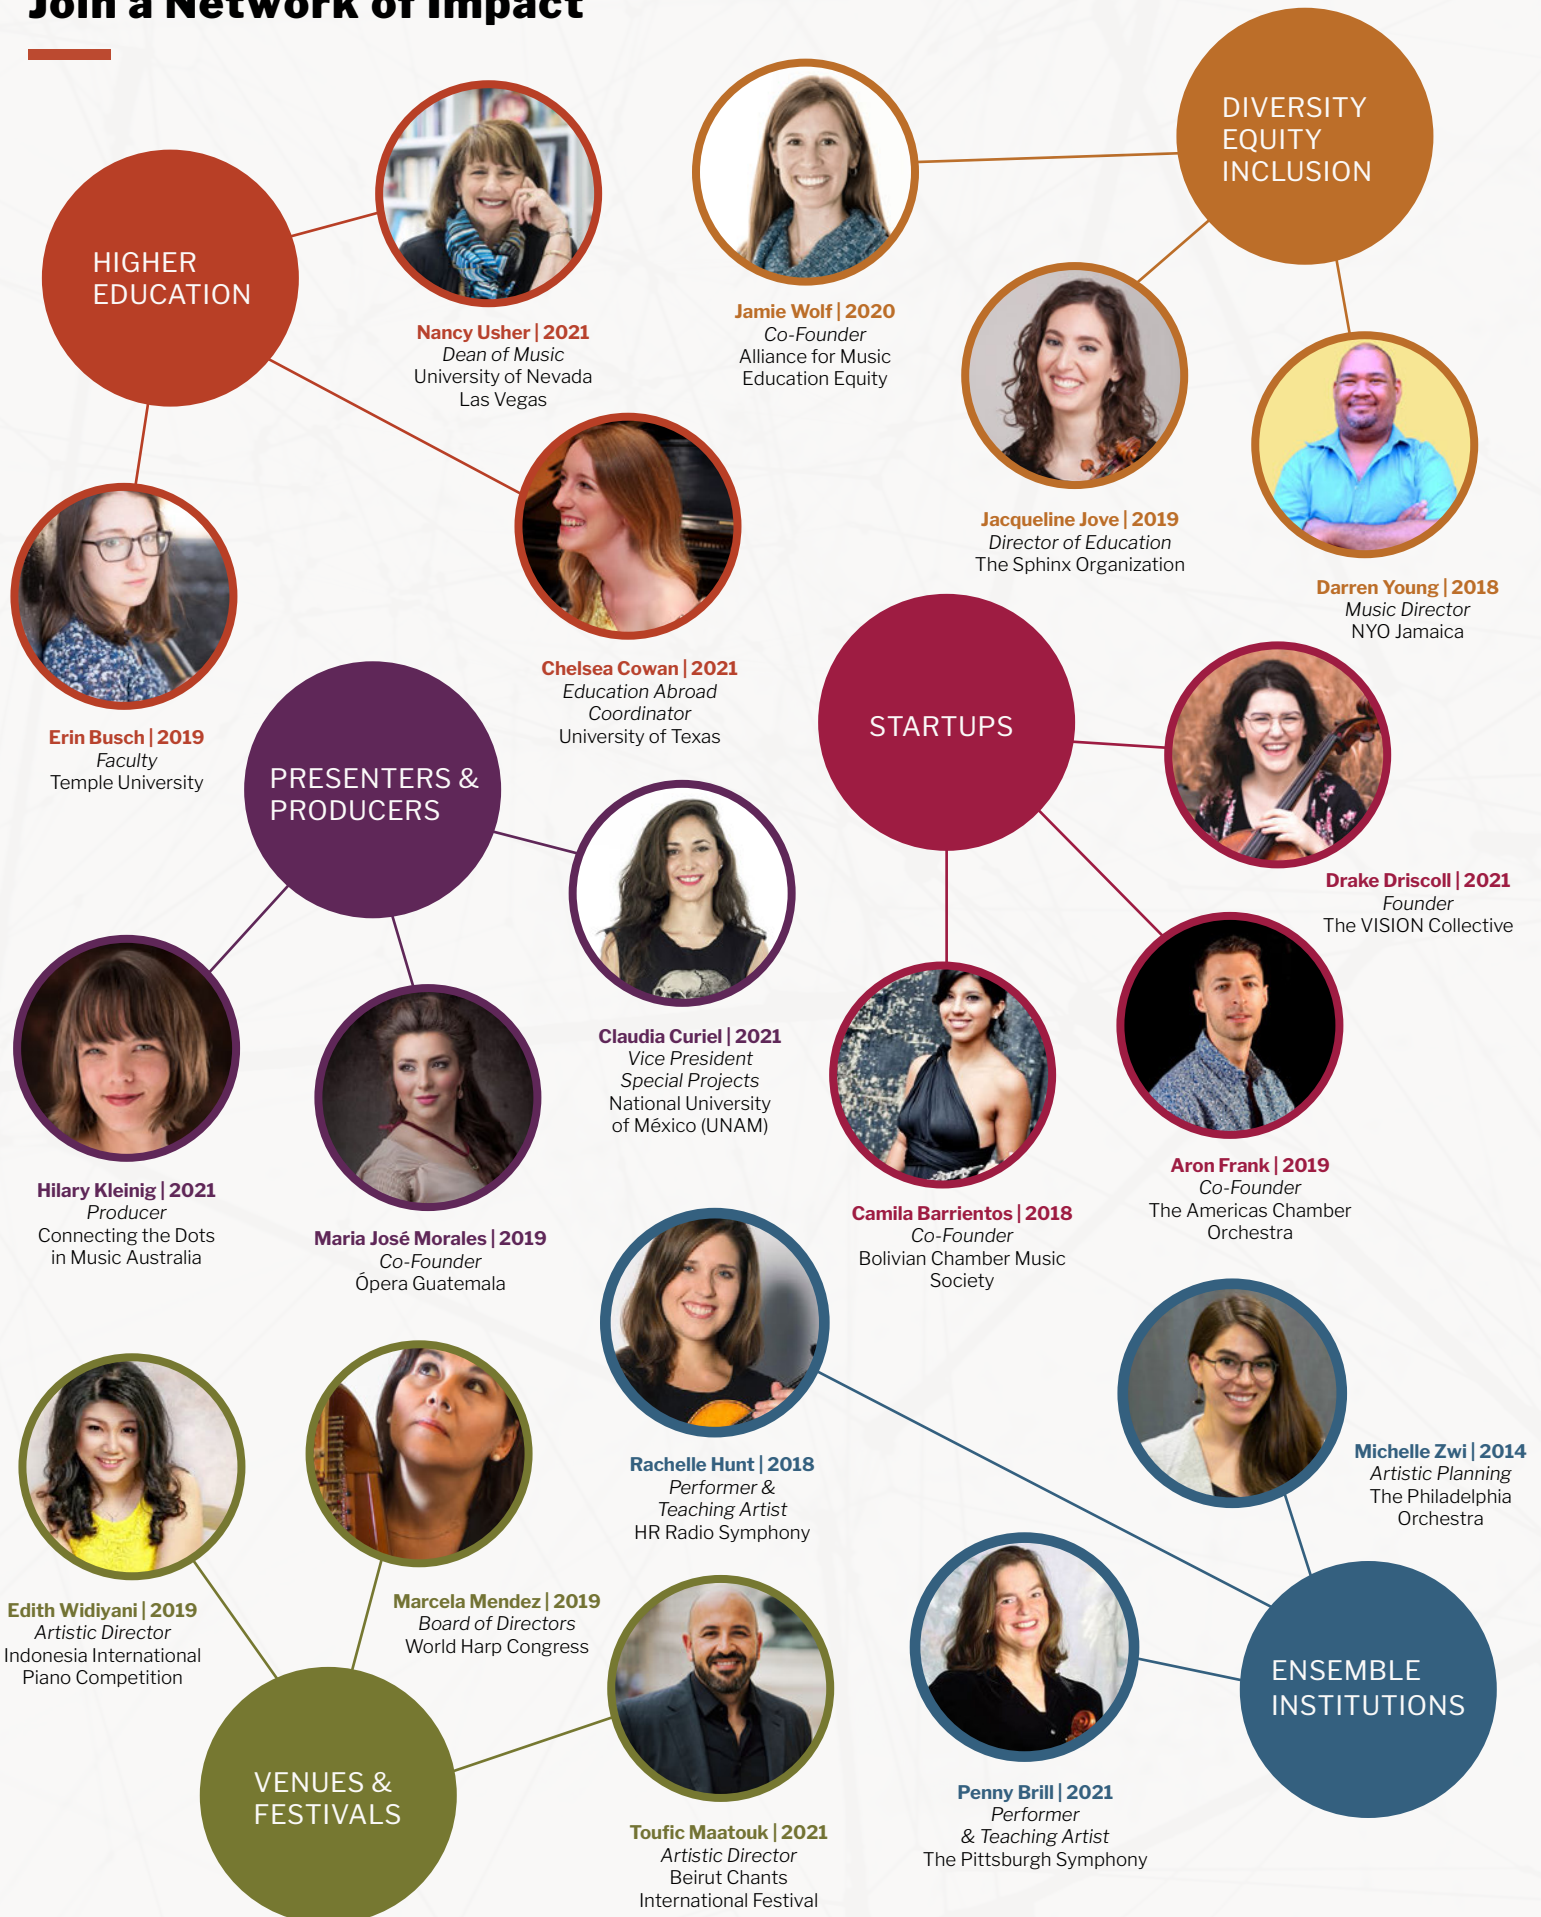 Join a Network of Impact
HIGHER
EDUCATION
Nancy Usher | 2021
Dean of Music
University of Nevada
Las Vegas
Chelsea Cowan | 2021
Education Abroad
Coordinator
University of Texas
Erin Busch | 2019
Faculty
Temple University
DIVERSITY
EQUITY
INCLUSION
Jamie Wolf | 2020
Co-Founder
Alliance for Music
Education Equity
Jacqueline Jove | 2019
Director of Education
The Sphinx Organization
Darren Young | 2018
Music Director
NYO Jamaica
PRESENTERS &
PRODUCERS
Claudia Curiel | 2021
Vice President
Special Projects
National University
of México (UNAM)
Hilary Kleinig | 2021
Producer
Connecting the Dots
in Music Australia
Maria José Morales | 2019
Co-Founder
Ópera Guatemala
STARTUPS
Drake Driscoll | 2021
Founder
The VISION Collective
Aron Frank | 2019
Co-Founder
The Americas Chamber
Orchestra
Camila Barrientos | 2018
Co-Founder
Bolivian Chamber Music
Society
Rachelle Hunt | 2018
Performer &
Teaching Artist
HR Radio Symphony
Michelle Zwi | 2014
Artistic Planning
The Philadelphia
Orchestra
Penny Brill | 2021
Performer
& Teaching Artist
The Pittsburgh Symphony
ENSEMBLE
INSTITUTIONS
Edith Widiyani | 2019
Artistic Director
Indonesia International
Piano Competition
Marcela Mendez | 2019
Board of Directors
World Harp Congress
Toufic Maatouk | 2021
Artistic Director
Beirut Chants
International Festival
VENUES &
FESTIVALS